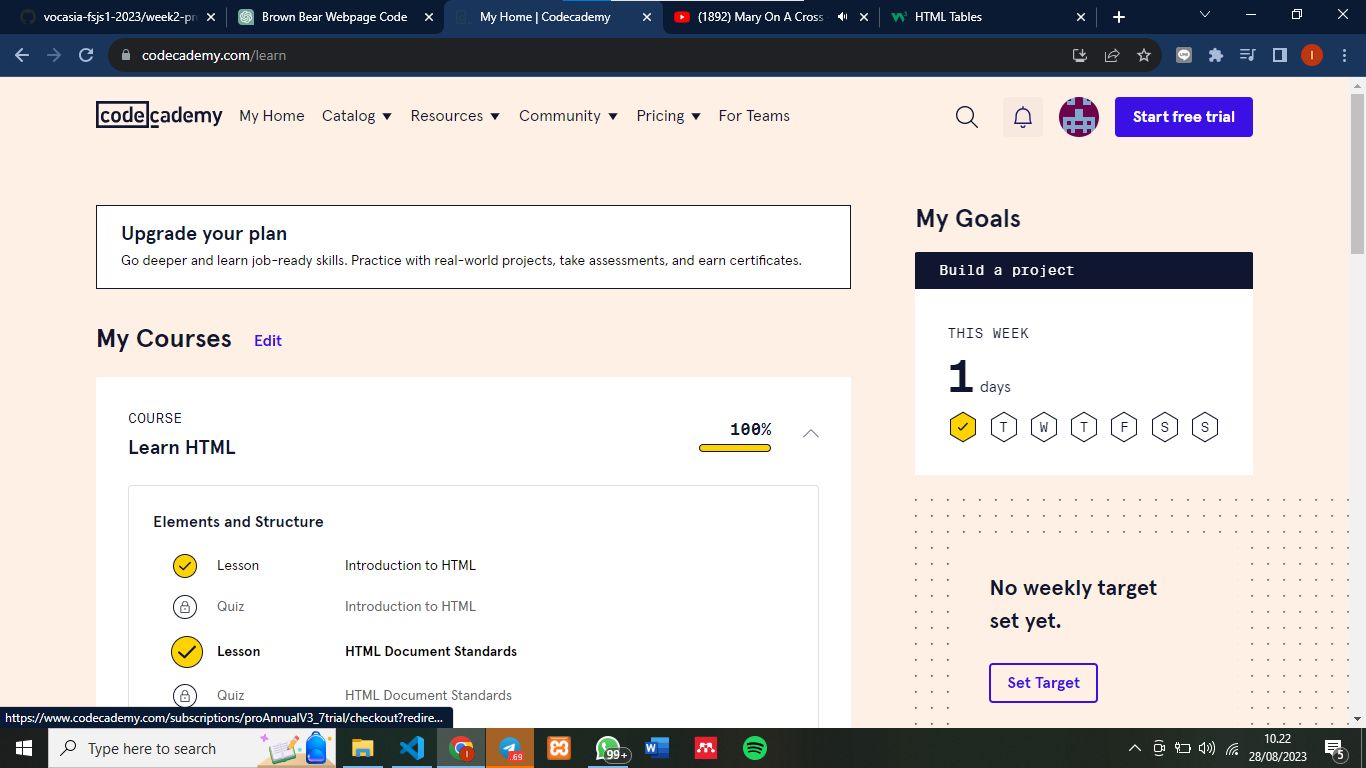 vocasia-fsjs1-2023/week2-pr
Brown Bear Webpage Code
My Home | Codecademy
(1892) Mary On A Cross
HTML Tables
codecademy.com/learn
I
codecademy
My Home
Catalog
Resources
Community
Pricing
For Teams
Start free trial
Upgrade your plan
Go deeper and learn job-ready skills. Practice with real-world projects, take assessments, and earn certificates.
My Goals
Build a project
THIS WEEK
1 days
T W T F S S
My Courses Edit
COURSE
Learn HTML
100%
Elements and Structure
Lesson Introduction to HTML
Quiz Introduction to HTML
Lesson HTML Document Standards
Quiz HTML Document Standards
No weekly target
set yet.
Set Target
https://www.codecademy.com/subscriptions/proAnnualV3_7trial/checkout?redire...
Type here to search
69
99+
W
10.22
28/08/2023
5